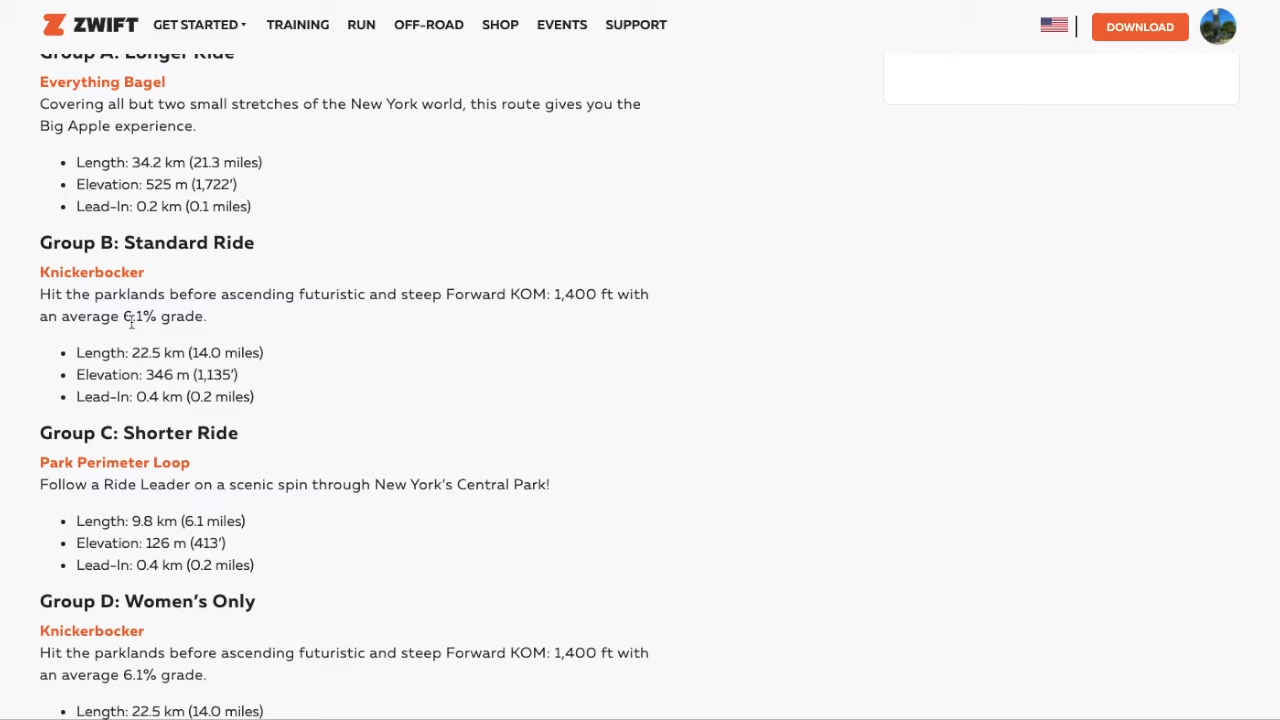 ZWIFT GET STARTED TRAINING RUN OFF-ROAD SHOP EVENTS SUPPORT DOWNLOAD
Group A: Longer Ride
Everything Bagel
Covering all but two small stretches of the New York world, this route gives you the
Big Apple experience.
• Length: 34.2 km (21.3 miles)
• Elevation: 525 m (1,722')
• Lead-In: 0.2 km (0.1 miles)
Group B: Standard Ride
Knickerbocker
Hit the parklands before ascending futuristic and steep Forward KOM: 1,400 ft with
an average 6.1% grade.
• Length: 22.5 km (14.0 miles)
• Elevation: 346 m (1,135')
• Lead-In: 0.4 km (0.2 miles)
Group C: Shorter Ride
Park Perimeter Loop
Follow a Ride Leader on a scenic spin through New York's Central Park!
• Length: 9.8 km (6.1 miles)
• Elevation: 126 m (413')
• Lead-In: 0.4 km (0.2 miles)
Group D: Women's Only
Knickerbocker
Hit the parklands before ascending futuristic and steep Forward KOM: 1,400 ft with
an average 6.1% grade.
• Length: 22.5 km (14.0 miles)